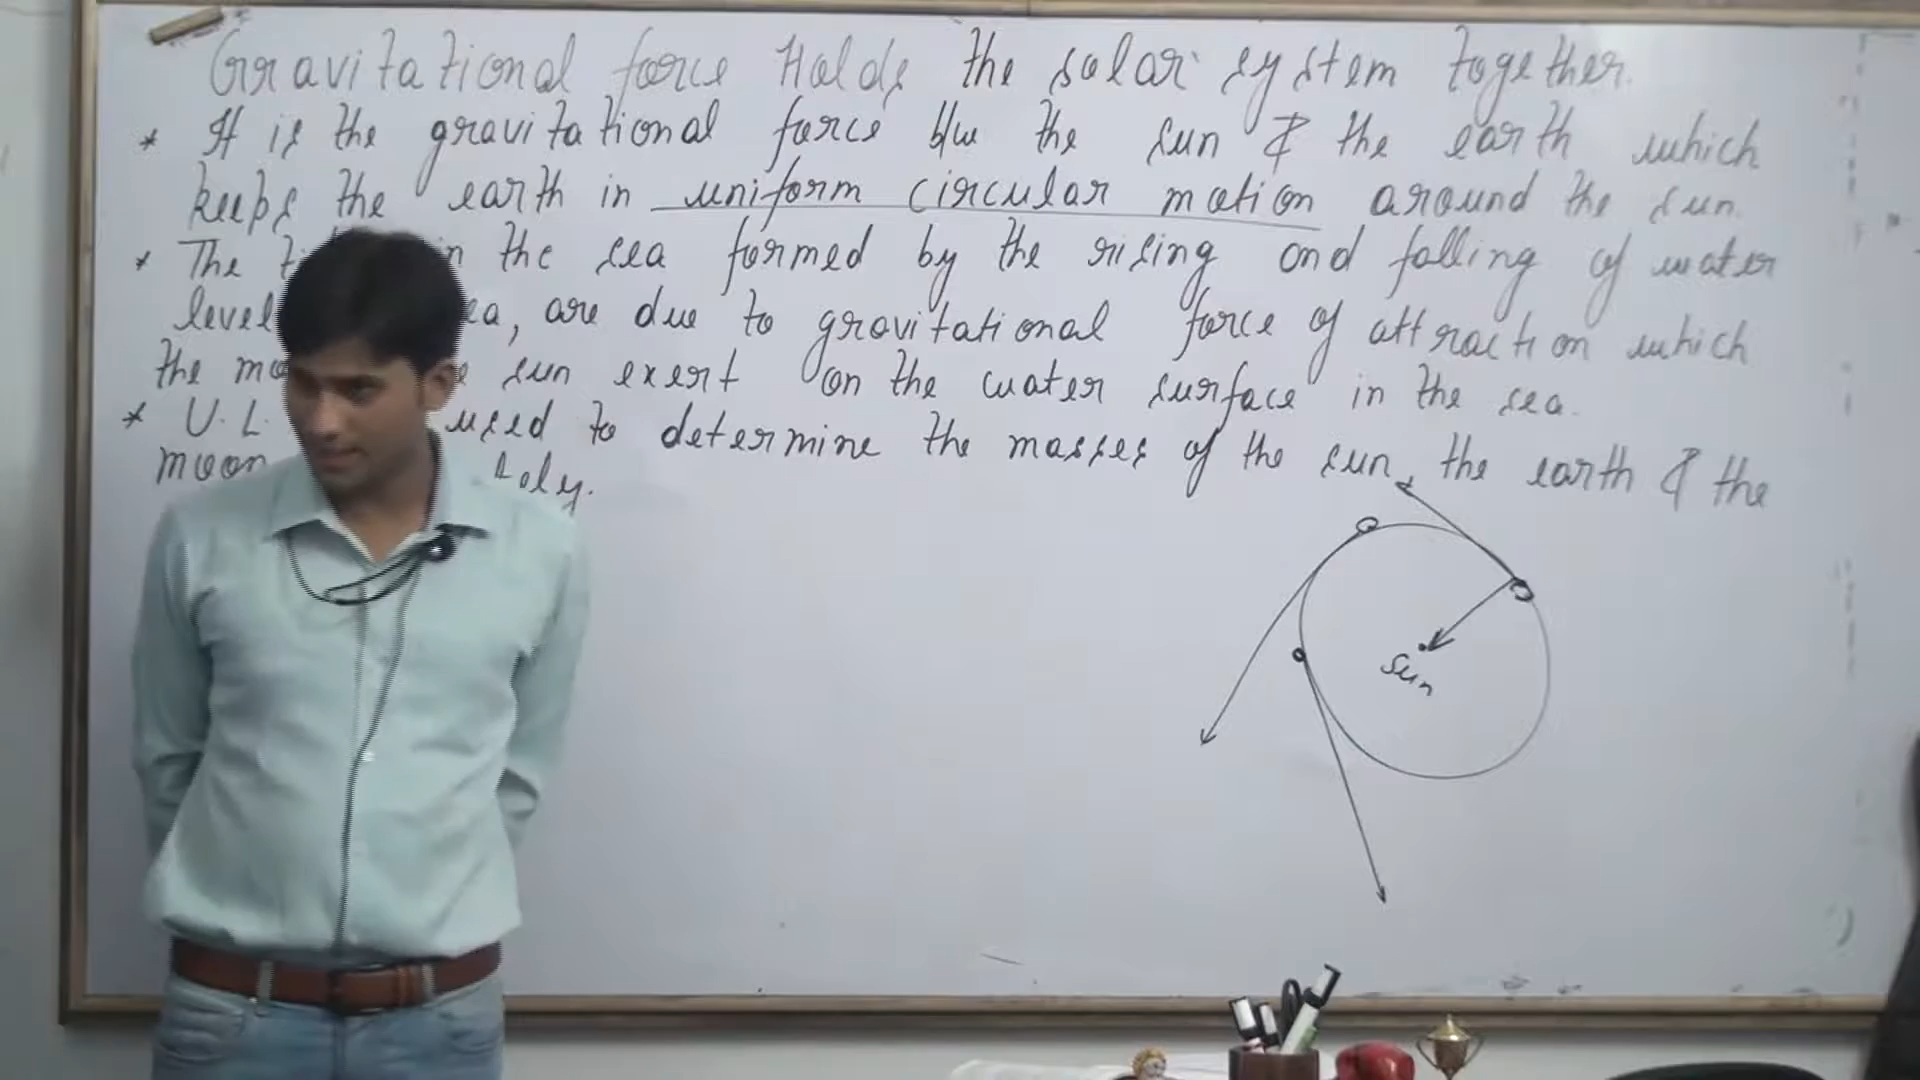 Gravitational force Holds the solar system together.
* It is the gravitational force b/w the sun & the earth which
keeps the earth in uniform circular motion around the sun.
* The in the sea formed by the rising and falling of water
level are due to gravitational force of attraction which
the sun exert on the water surface in the sea.
* U.L. used to determine the masses of the sun, the earth & the
moon
sun